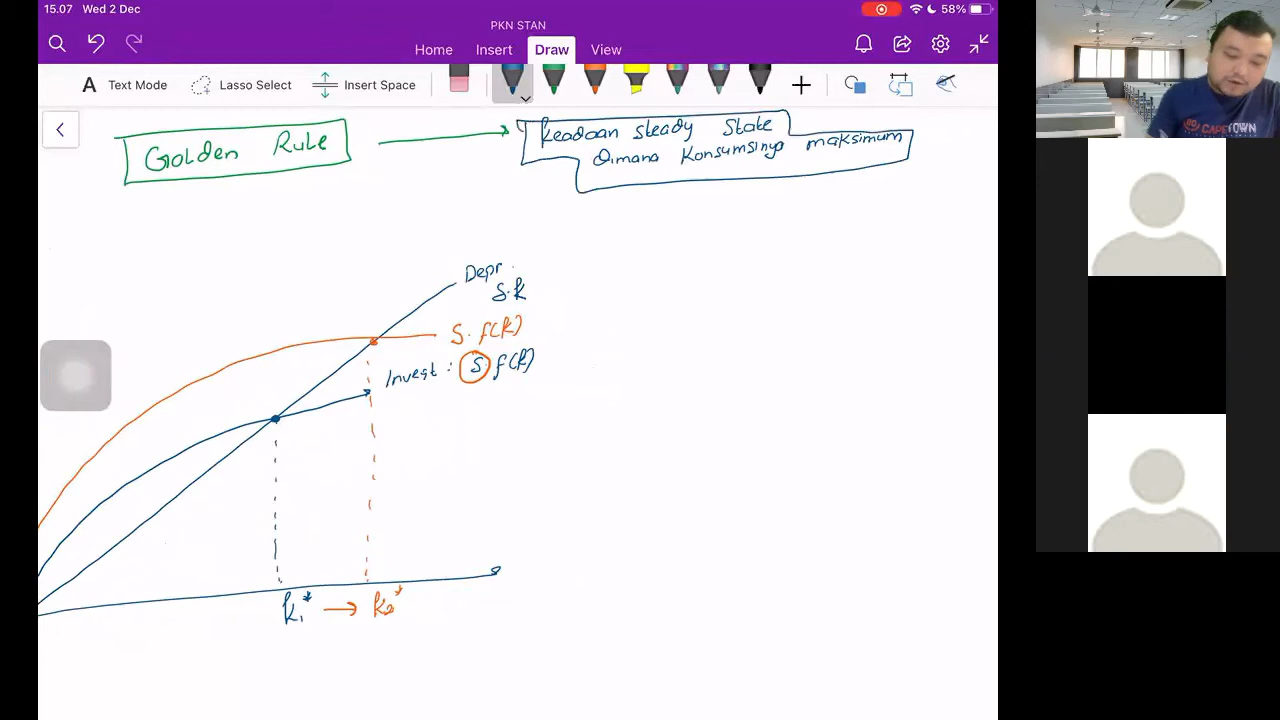 15.07 Wed 2 Dec
58%
PKN STAN
Home Insert Draw View
Text Mode Lasso Select Insert Space
Golden Rule
Keadaan steady State
Dimana Konsumsinya maksimum
Depr.
δ.k
S. f(k)
Invest : S. f(k)
k₁* → k₂*
CAPETOWN